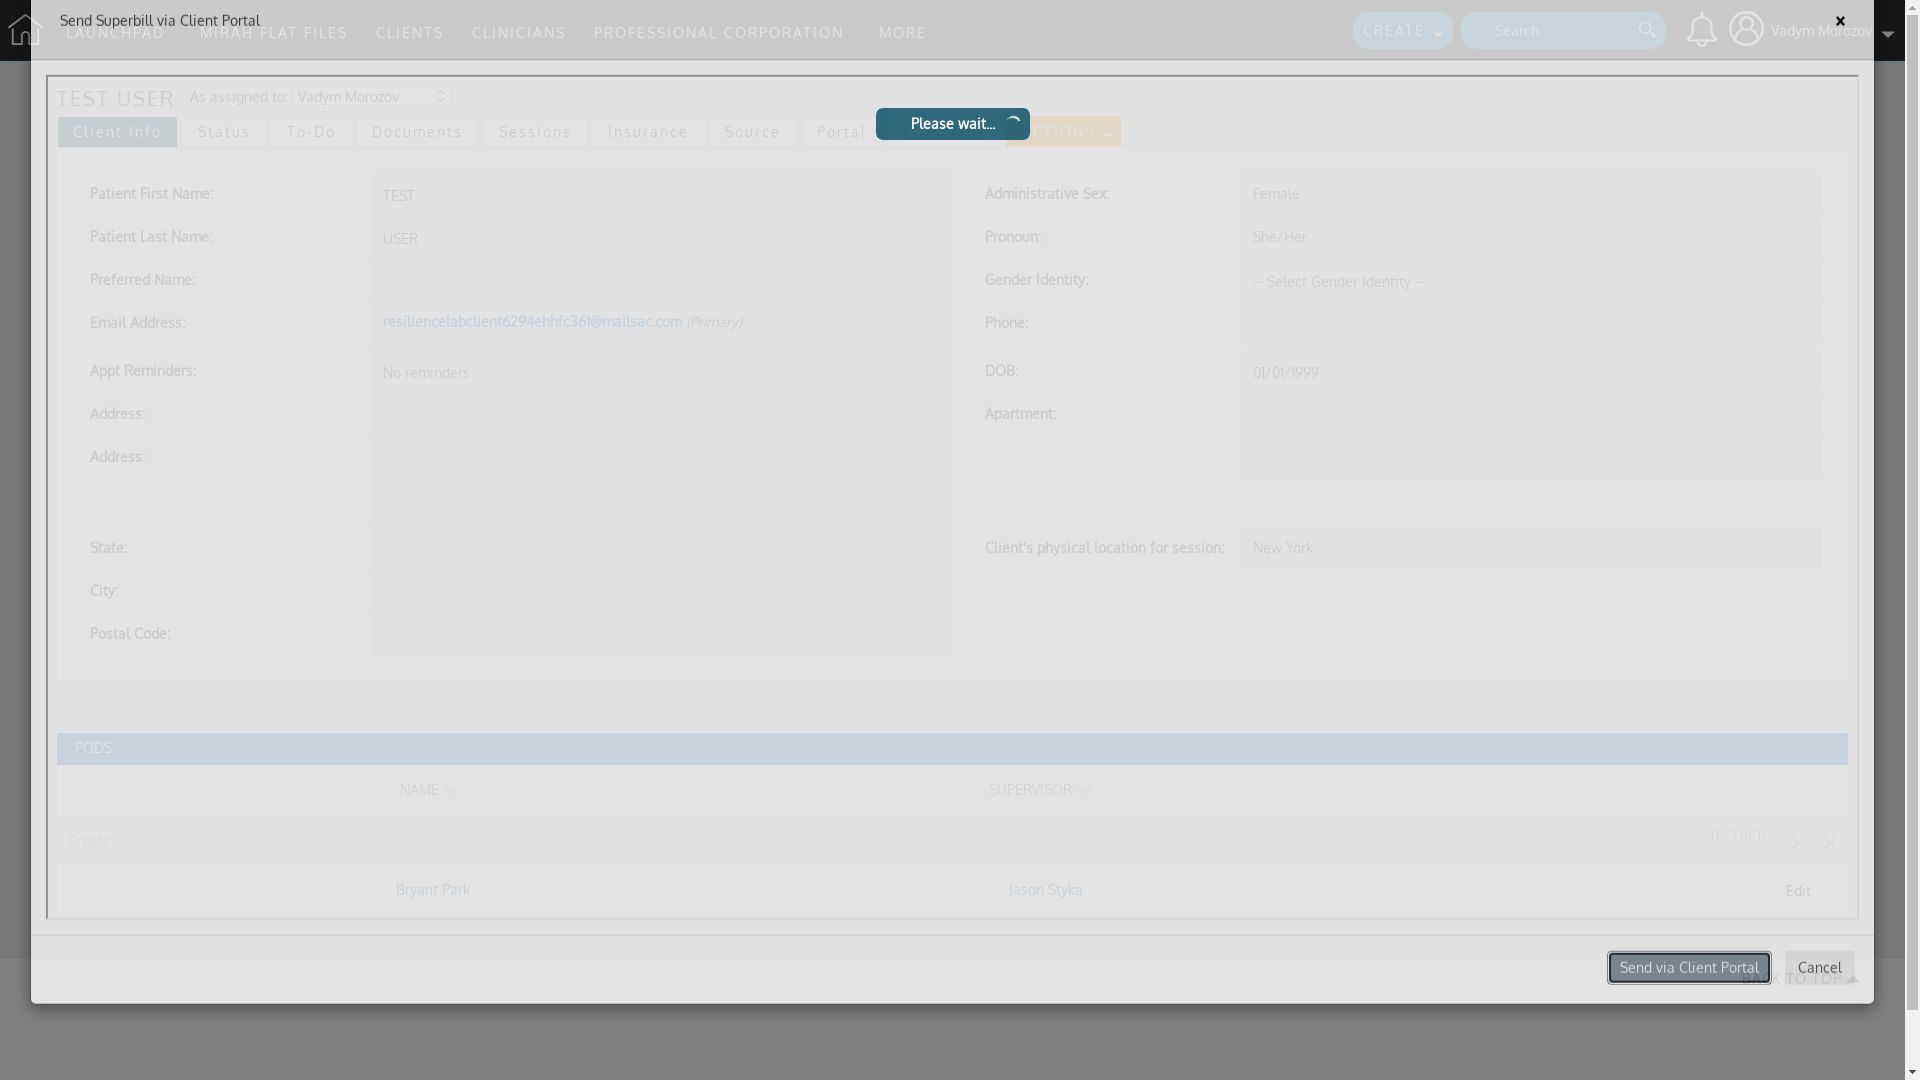 Send Superbill via Client Portal
×
LAUNCHPAD MIRAH FLAT FILES CLIENTS CLINICIANS PROFESSIONAL CORPORATION MORE CREATE Search... Vadym Morozov
TEST USER As assigned to: Vadym Morozov
Please wait...
Client Info Status To-Do Documents Sessions Insurance Source Portal
Patient First Name: TEST Administrative Sex: Female
Patient Last Name: USER Pronoun: She/Her
Preferred Name: Gender Identity: -- Select Gender Identity --
Email Address: resiliencelabclient6294ehhfc361@mailsac.com (Primary) Phone:
Appt Reminders: No reminders DOB: 01/01/1999
Address: Apartment:
Address:
State: Client's physical location for session: New York
City:
Postal Code:
PODS
NAME SUPERVISOR
Create (1 - 1 of 1)
Bryant Park Jason Styka Edit
Send via Client Portal Cancel
BACK TO TOP